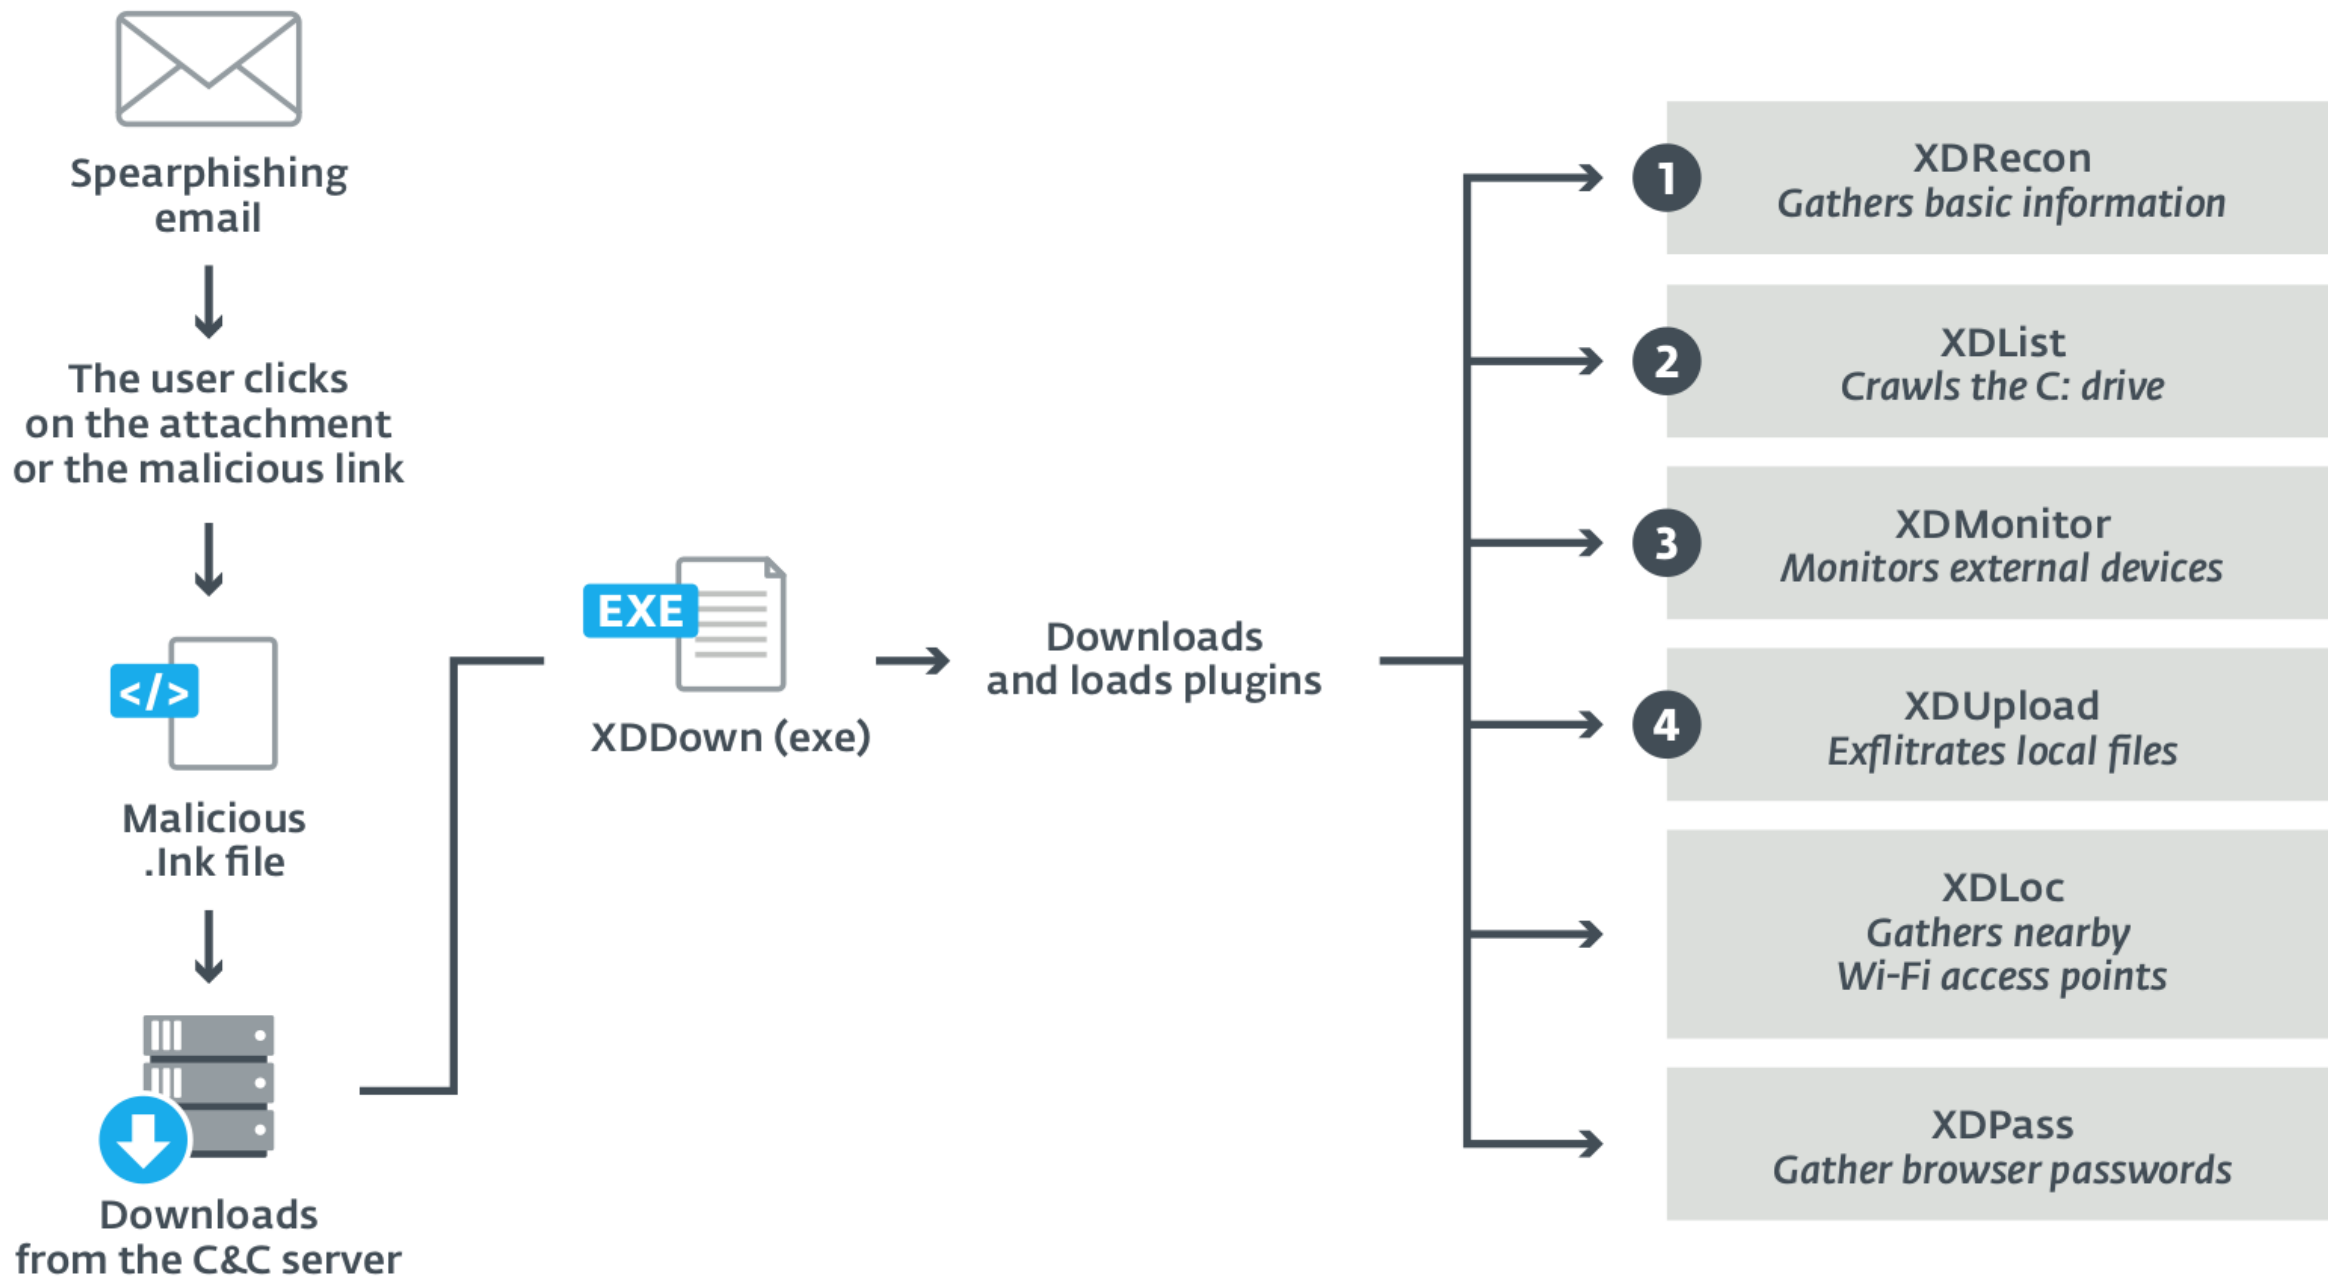 Spearphishing
email
The user clicks
on the attachment
or the malicious link
</>
Malicious
.lnk file
Downloads
from the C&C server
EXE
XDDown (exe)
Downloads
and loads plugins
1
XDRecon
Gathers basic information
2
XDList
Crawls the C: drive
3
XDMonitor
Monitors external devices
4
XDUpload
Exflitrates local files
XDLoc
Gathers nearby
Wi-Fi access points
XDPass
Gather browser passwords